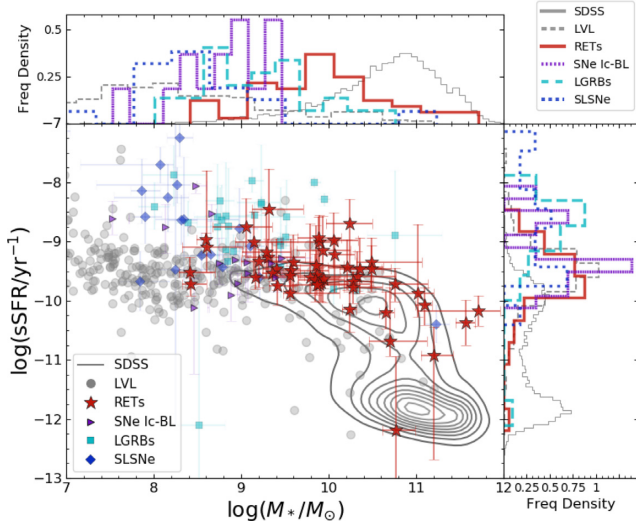 Freq Density
0.5
0.25
−7
SDSS
LVL
RETs
SNe Ic-BL
LGRBs
SLSNe
log(sSFR/yr⁻¹)
−8
−9
−10
−11
−12
−13
SDSS
LVL
RETs
SNe Ic-BL
LGRBs
SLSNe
7 8 9 10 11 12
log(M*/M⊙)
0.25 0.5 0.75 1
Freq Density